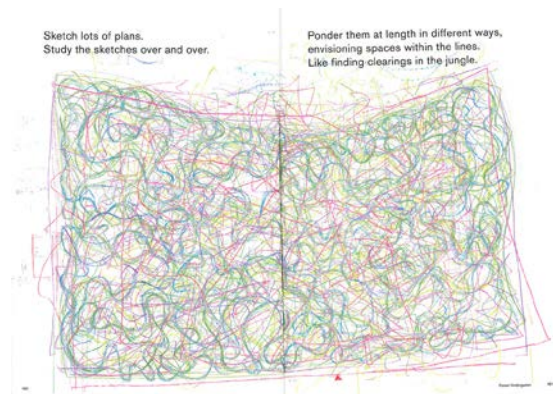 Sketch lots of plans.
Study the sketches over and over.
Ponder them at length in different ways,
envisioning spaces within the lines.
Like finding clearings in the jungle.